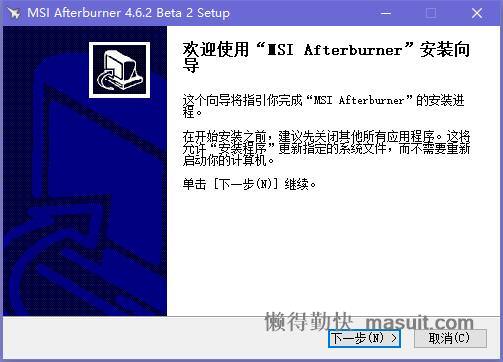 MSI Afterburner 4.6.2 Beta 2 Setup
欢迎使用“MSI Afterburner”安装向
导
这个向导将指引你完成“MSI Afterburner”的安装进
程。
在开始安装之前，建议先关闭其他所有应用程序。这将
允许“安装程序”更新指定的系统文件，而不需要重新
启动你的计算机。
单击 [下一步(N)] 继续。
懒得勤快 masuit.com
下一步(N) >
取消(C)